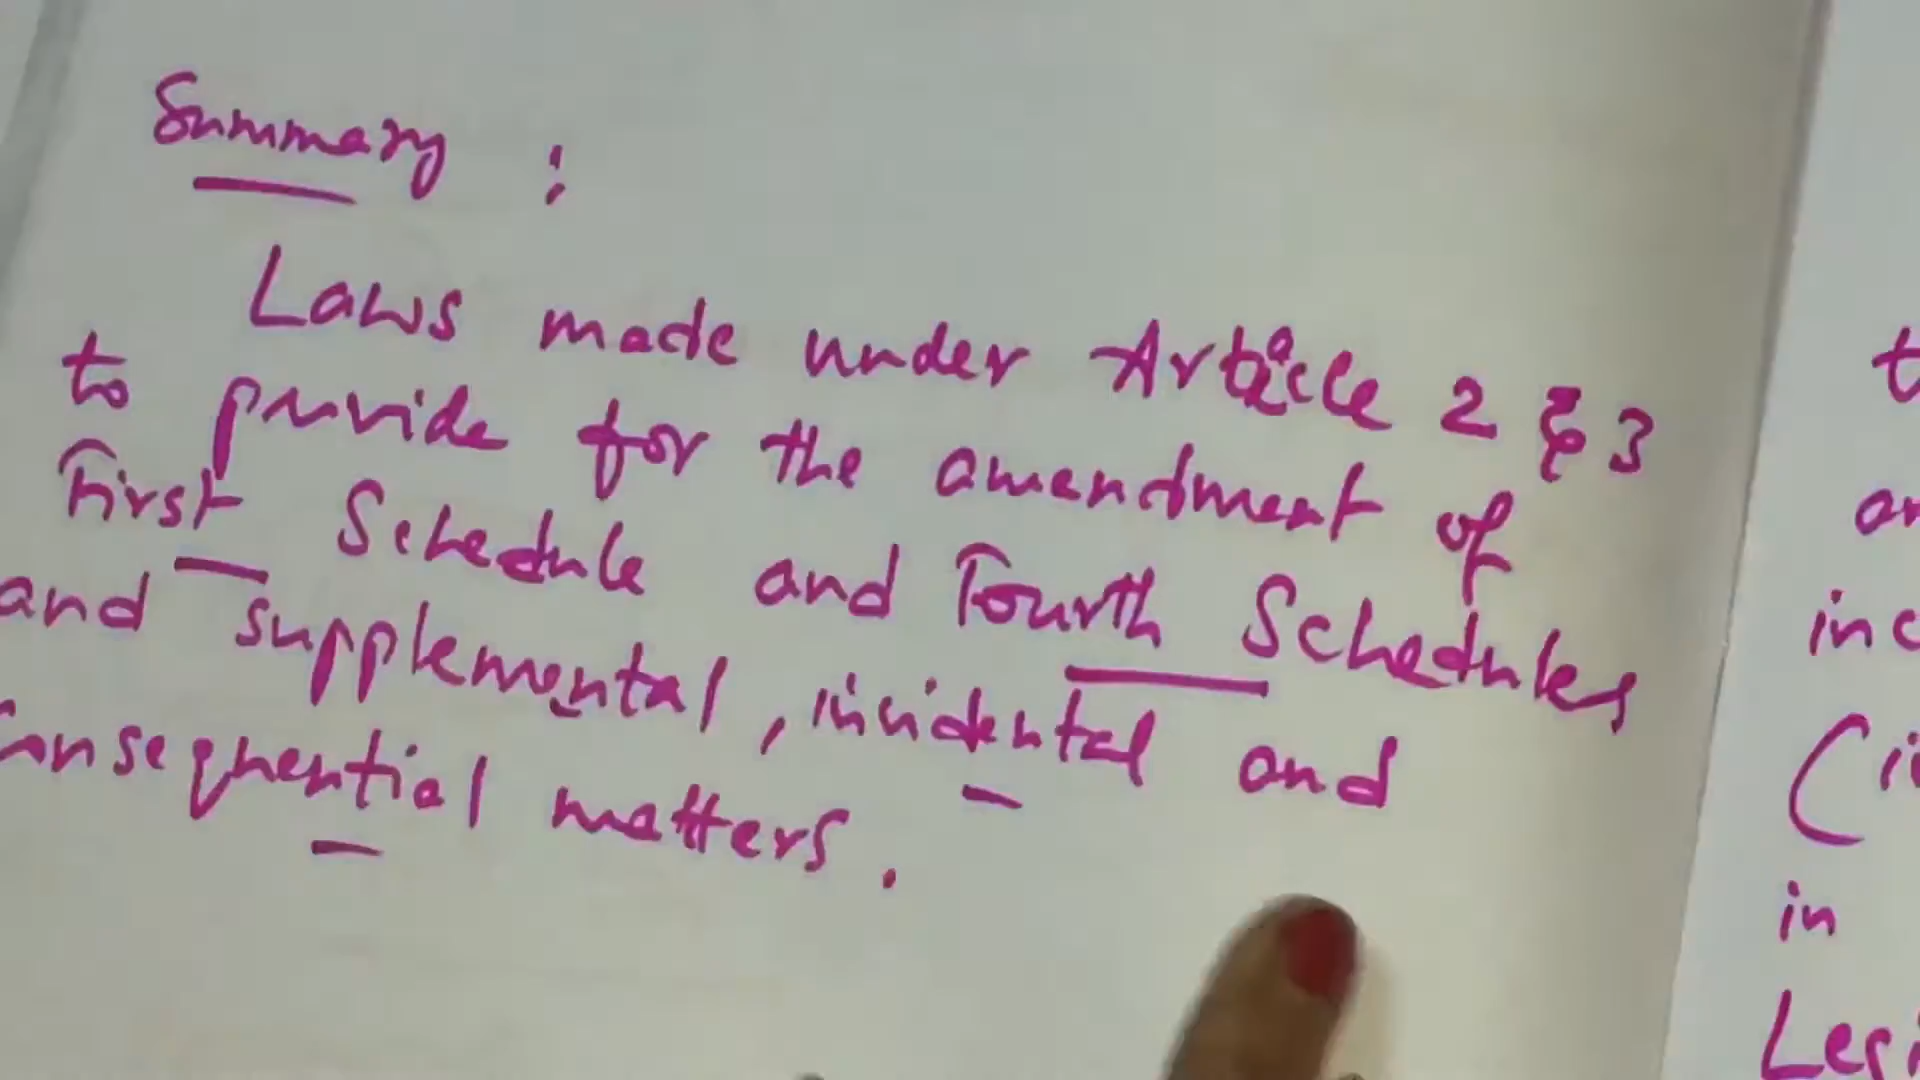 Summary :
Laws made under Article 2 & 3
to provide for the amendment of
First Schedule and Fourth Schedules
and supplemental, incidental and
Consequential matters.
in